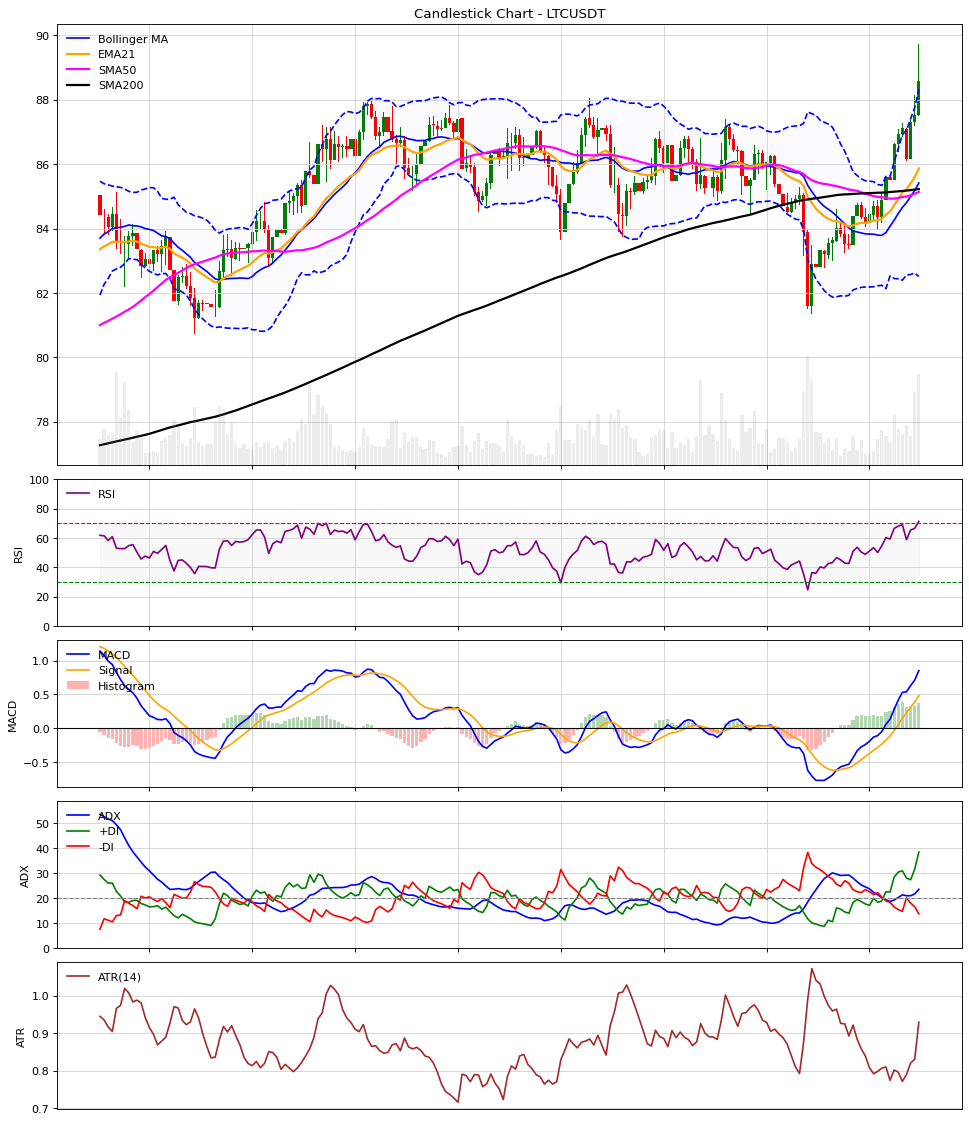 Candlestick Chart - LTCUSDT
Bollinger MA
EMA21
SMA50
SMA200
90
88
86
84
82
80
78
RSI
RSI
100
80
60
40
20
0
MACD
Signal
Histogram
MACD
1.0
0.5
0.0
−0.5
ADX
+DI
-DI
ADX
50
40
30
20
10
0
ATR(14)
ATR
1.0
0.9
0.8
0.7